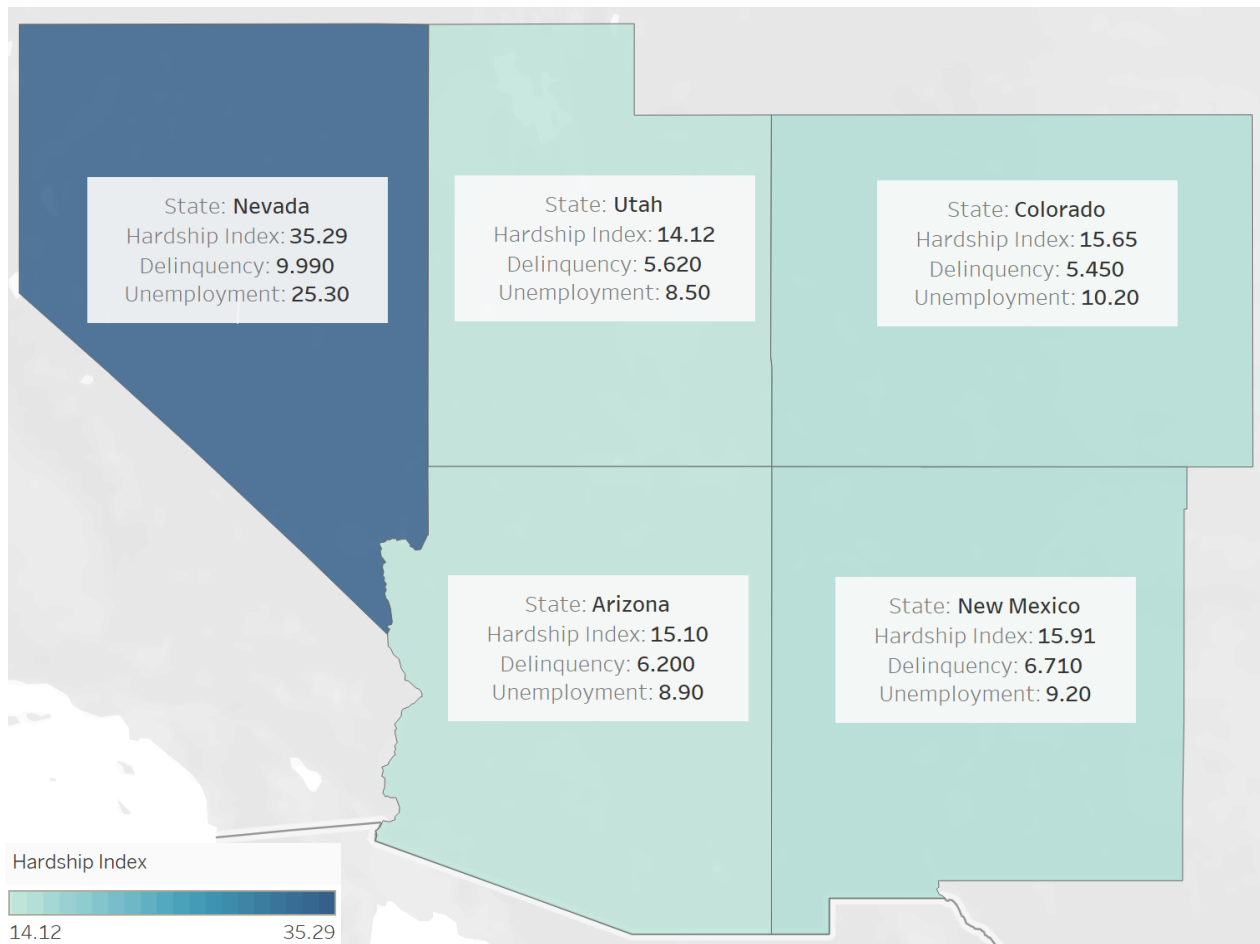 State: Nevada
Hardship Index: 35.29
Delinquency: 9.990
Unemployment: 25.30
State: Utah
Hardship Index: 14.12
Delinquency: 5.620
Unemployment: 8.50
State: Colorado
Hardship Index: 15.65
Delinquency: 5.450
Unemployment: 10.20
State: Arizona
Hardship Index: 15.10
Delinquency: 6.200
Unemployment: 8.90
State: New Mexico
Hardship Index: 15.91
Delinquency: 6.710
Unemployment: 9.20
Hardship Index
14.12 35.29